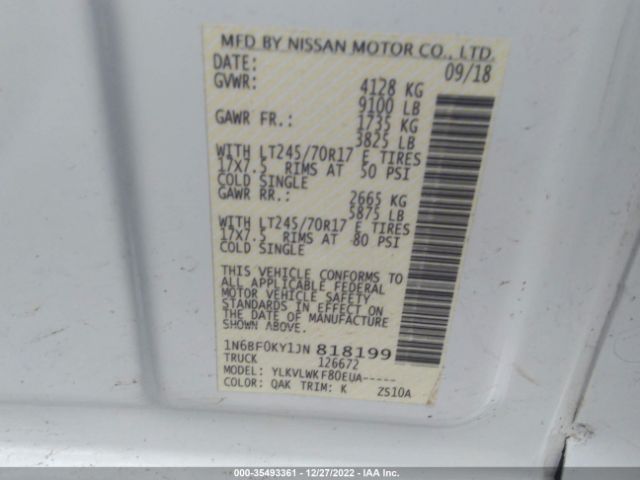 MFD BY NISSAN MOTOR CO., LTD.
DATE: 09/18
GVWR: 4128 KG
9100 LB
GAWR FR.: 1735 KG
3825 LB
WITH LT245/70R17 E TIRES
17X7.5 RIMS AT 50 PSI
COLD SINGLE
GAWR RR.: 2665 KG
5875 LB
WITH LT245/70R17 E TIRES
17X7.5 RIMS AT 80 PSI
COLD SINGLE
THIS VEHICLE CONFORMS TO
ALL APPLICABLE FEDERAL
MOTOR VEHICLE SAFETY
STANDARDS IN EFFECT ON
THE DATE OF MANUFACTURE
SHOWN ABOVE.
1N6BF0KY1JN818199
TRUCK 126672
MODEL: YLKVLWKF80EUA-----
COLOR: QAK TRIM: K ZS10A
000-35493361 - 12/27/2022 - IAA Inc.